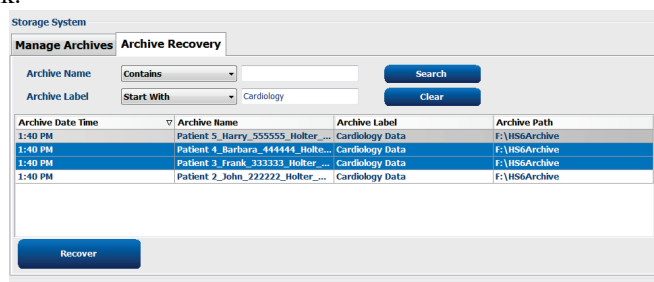 k.
Storage System
Manage Archives Archive Recovery
Archive Name Contains Search
Archive Label Start With Cardiology Clear
Archive Date Time Archive Name Archive Label Archive Path
1:40 PM Patient 5_Harry_555555_Holter_... Cardiology Data F:\HS6Archive
1:40 PM Patient 4_Barbara_444444_Holte... Cardiology Data F:\HS6Archive
1:40 PM Patient 3_Frank_333333_Holter_... Cardiology Data F:\HS6Archive
1:40 PM Patient 2_John_222222_Holter_... Cardiology Data F:\HS6Archive
Recover